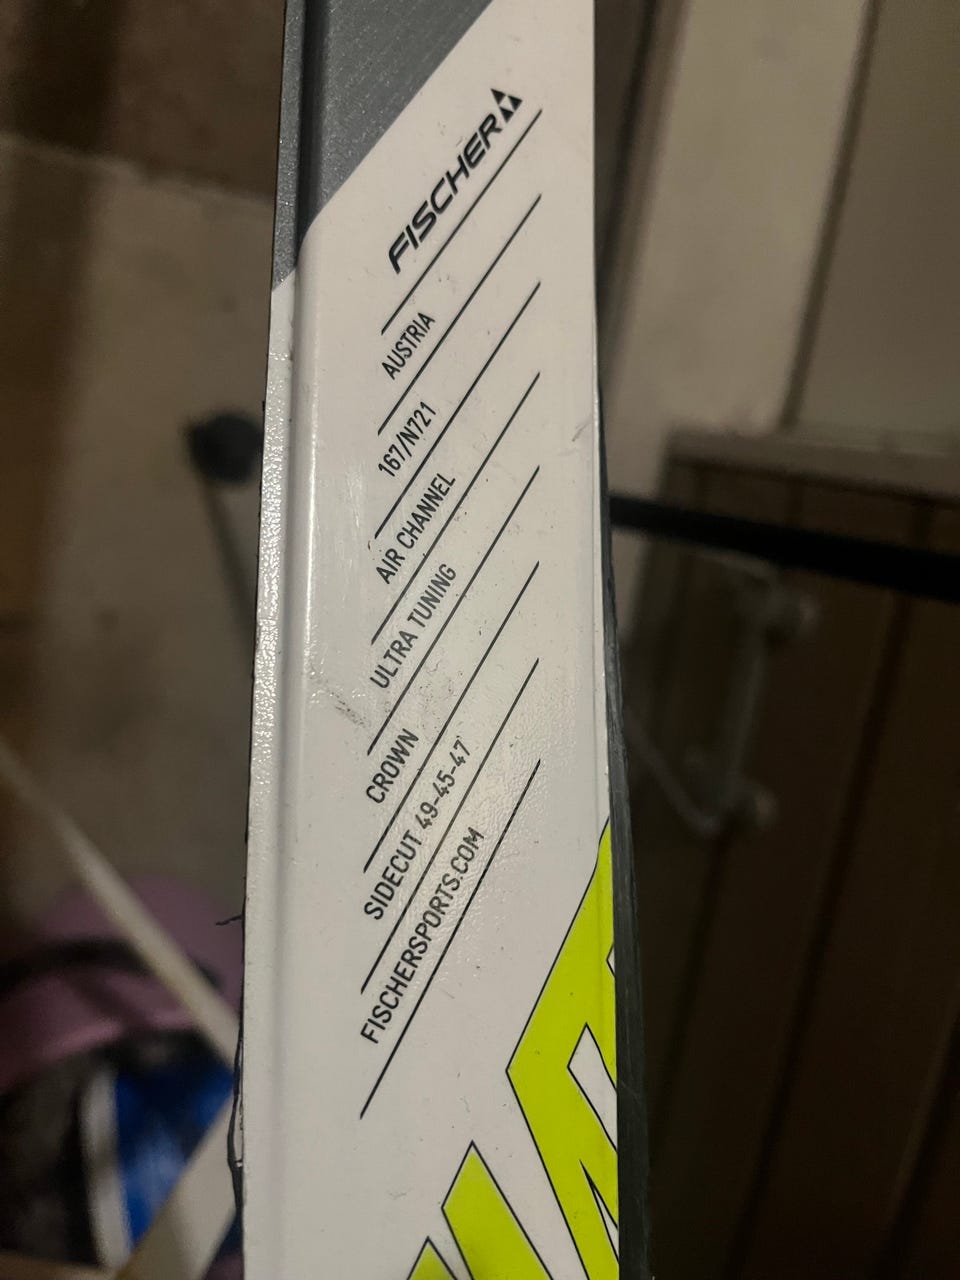 FISCHER
AUSTRIA
167/N721
AIR CHANNEL
ULTRA TUNING
CROWN
SIDECUT 49-45-47
FISCHERSPORTS.COM